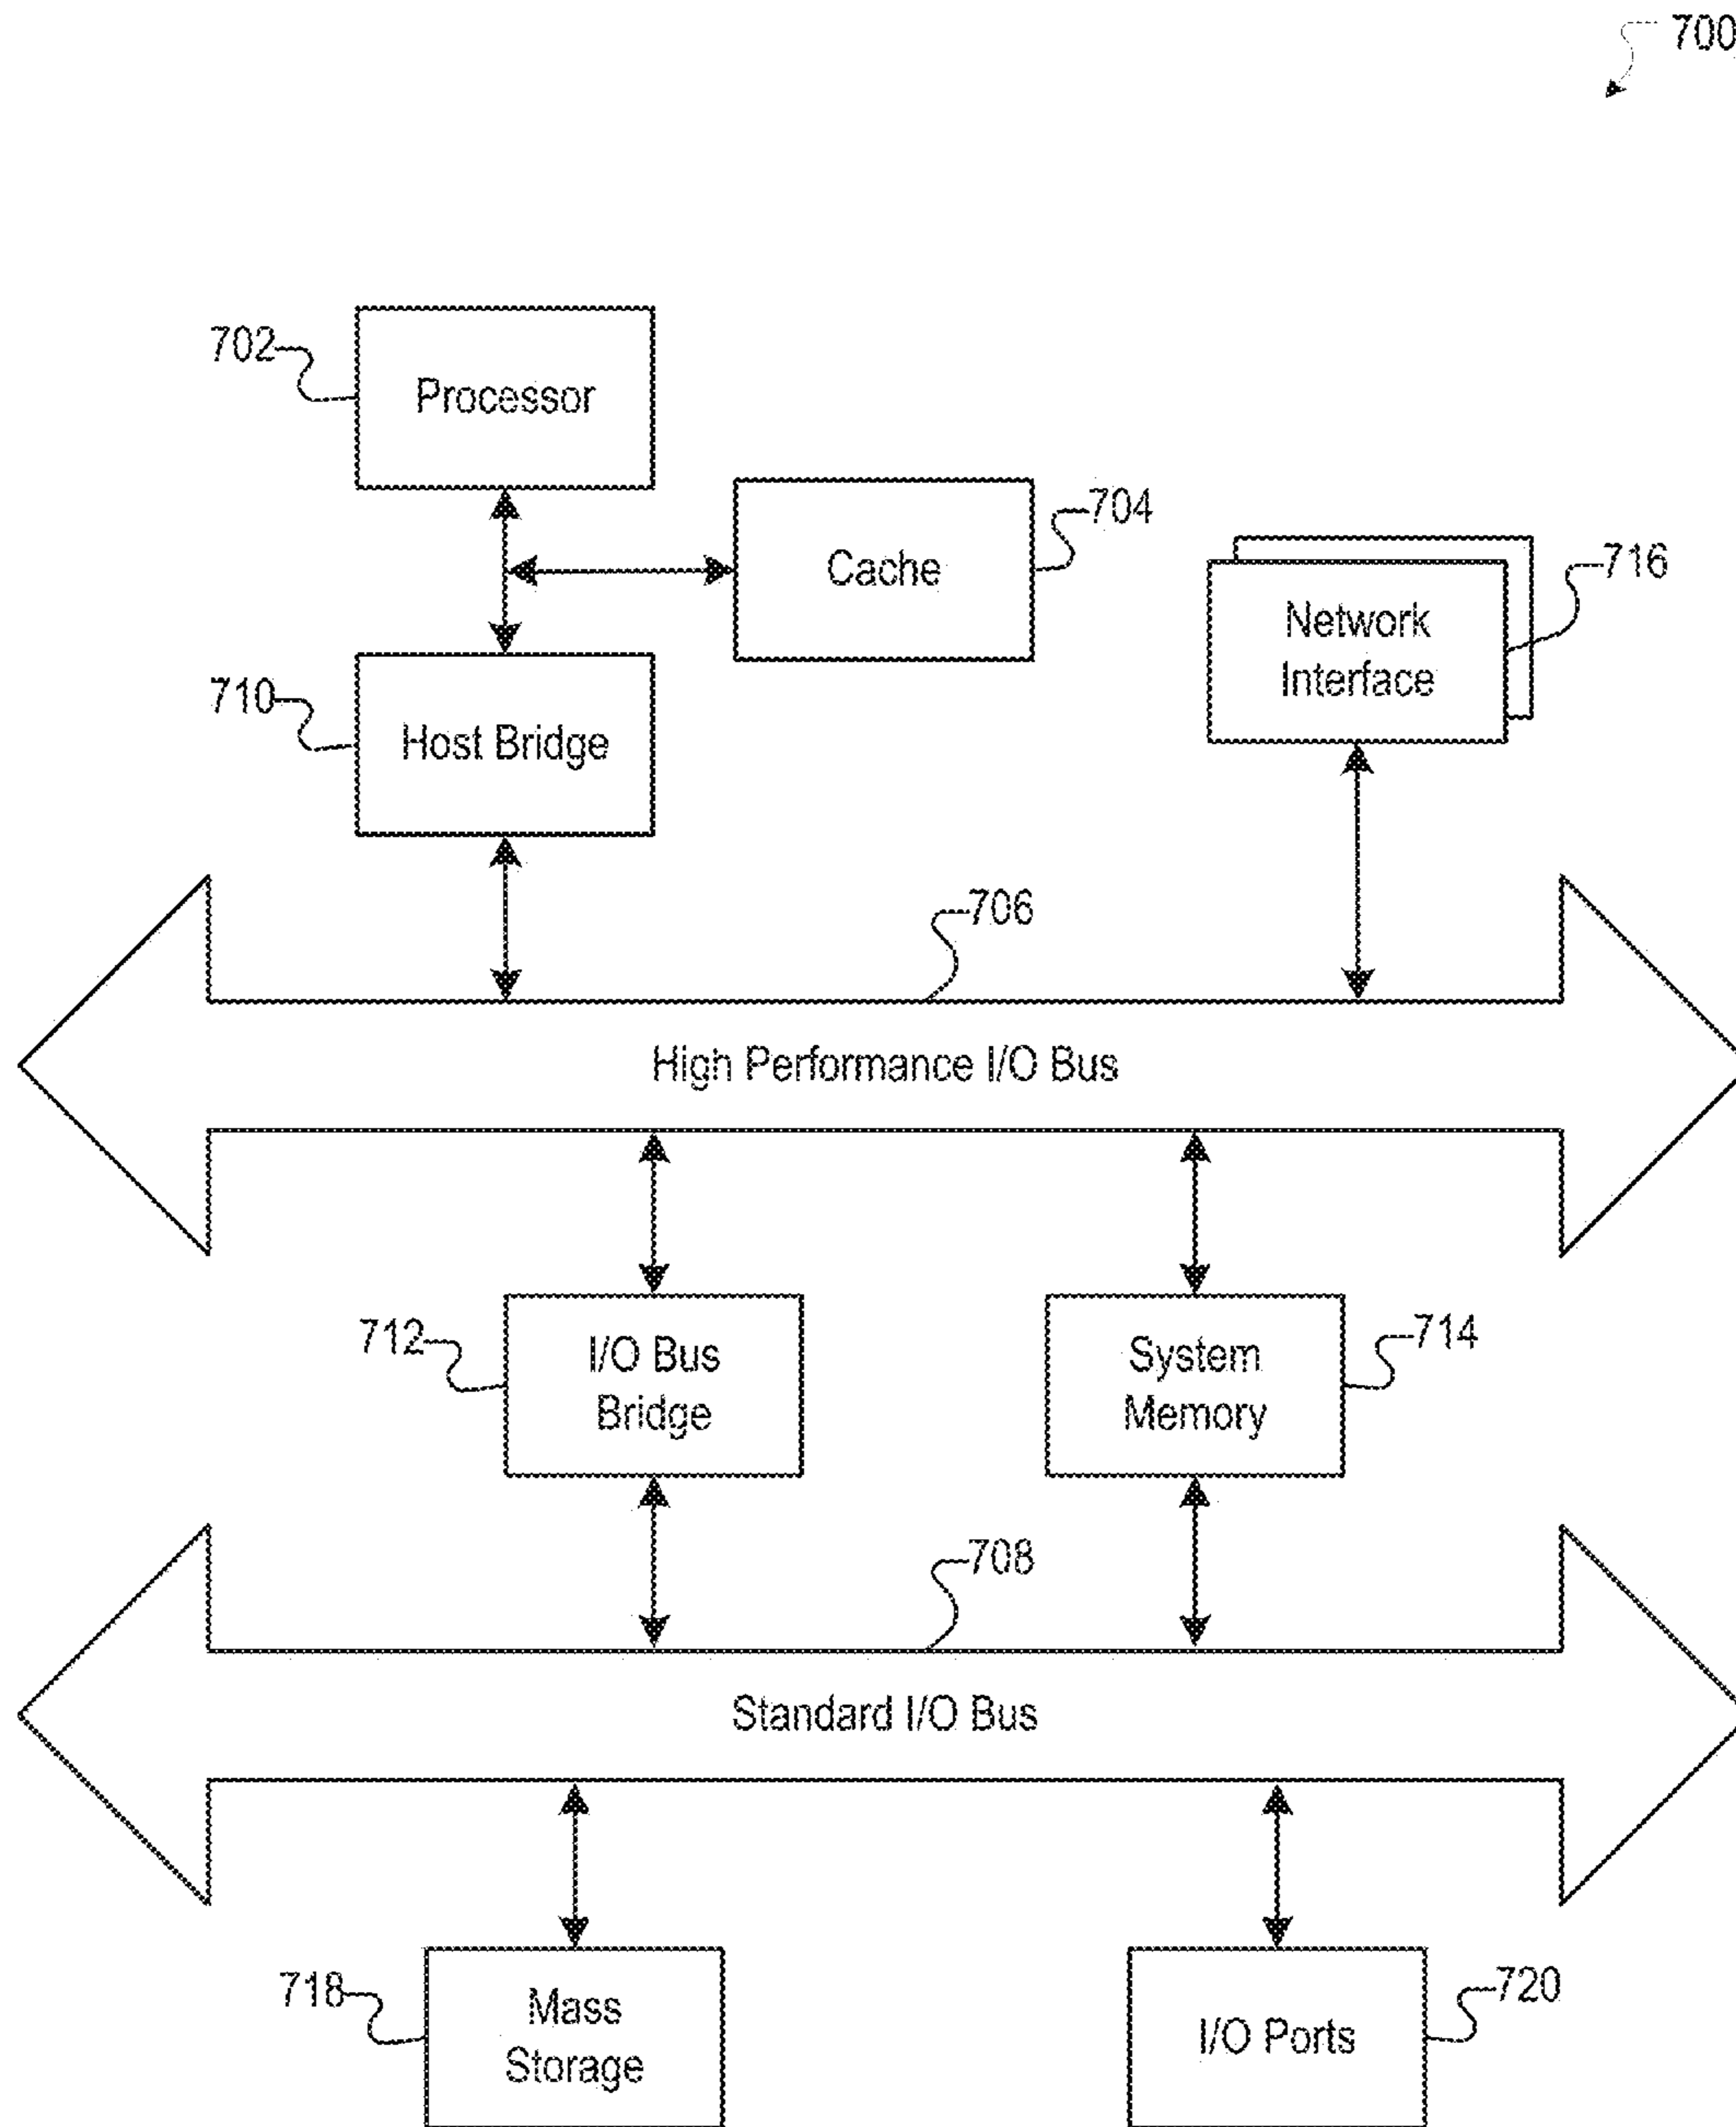 700
702
Processor
Cache
704
Network
Interface
716
710
Host Bridge
706
High Performance I/O Bus
712
I/O Bus
Bridge
System
Memory
714
708
Standard I/O Bus
718
Mass
Storage
I/O Ports
720